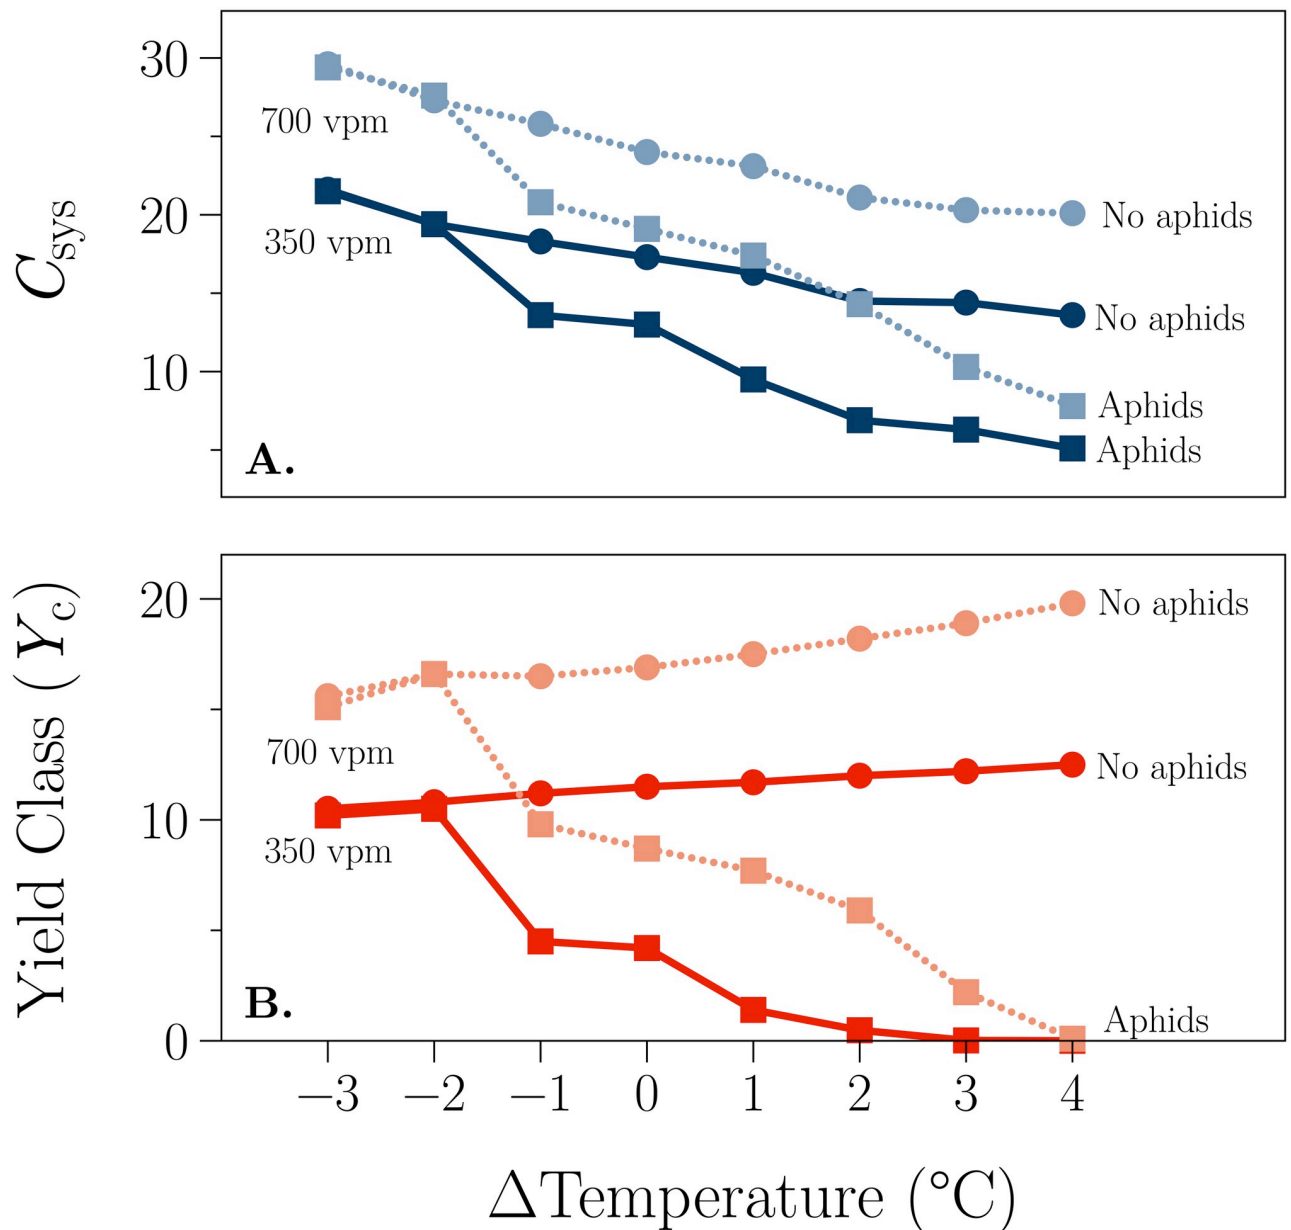 30
20
10
C_sys
700 vpm
350 vpm
No aphids
No aphids
Aphids
Aphids
A.
20
10
0
Yield Class (Y_c)
700 vpm
350 vpm
No aphids
No aphids
Aphids
B.
−3 −2 −1 0 1 2 3 4
ΔTemperature (°C)